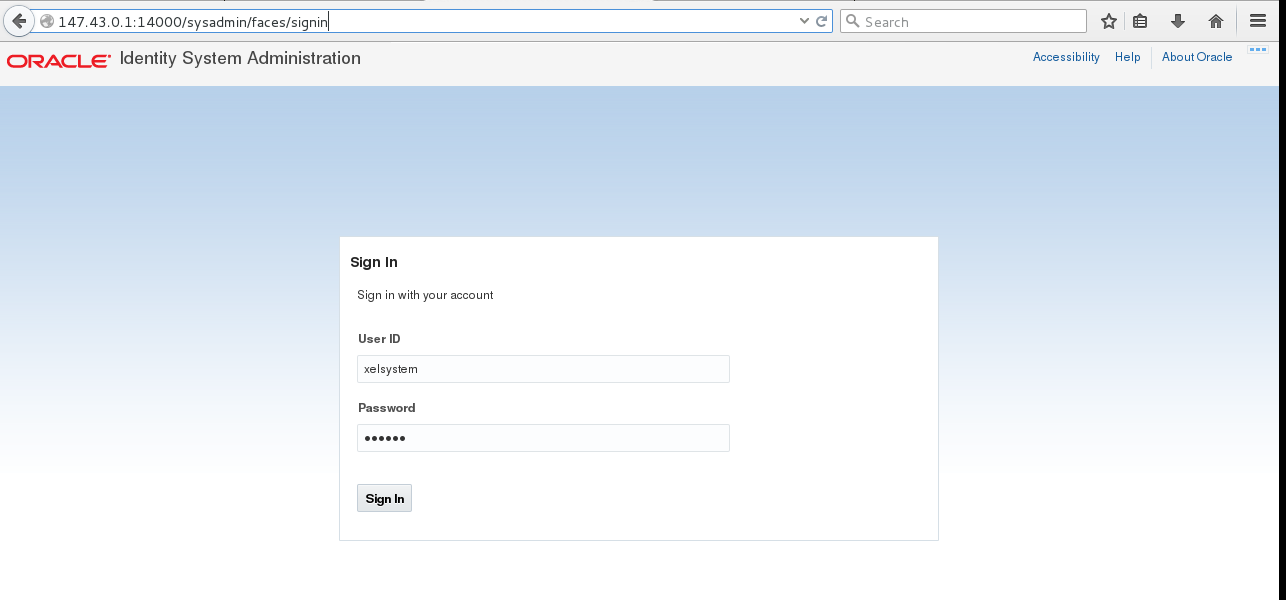 147.43.0.1:14000/sysadmin/faces/signin
Search
ORACLE Identity System Administration
Accessibility Help About Oracle
Sign In
Sign in with your account
User ID
xelsystem
Password
••••••
Sign In